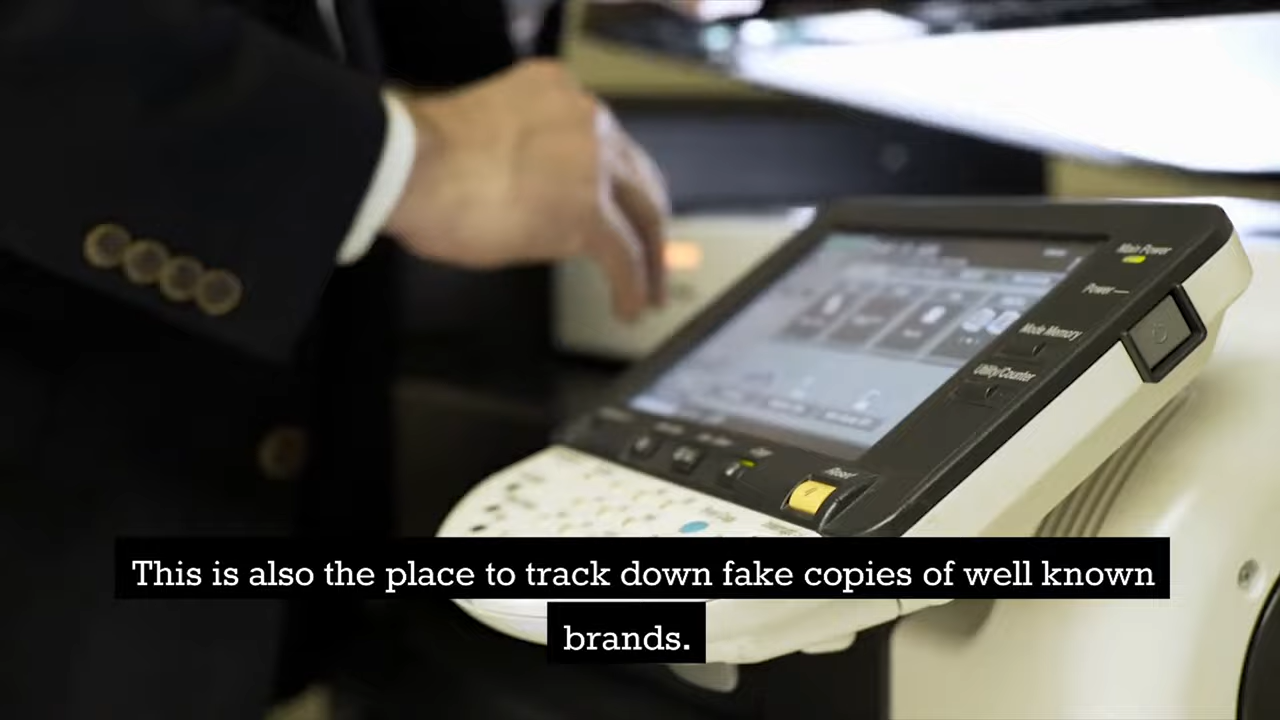 Main Power
Power
Mode Memory
Utility/Counter
Reset
This is also the place to track down fake copies of well known
brands.